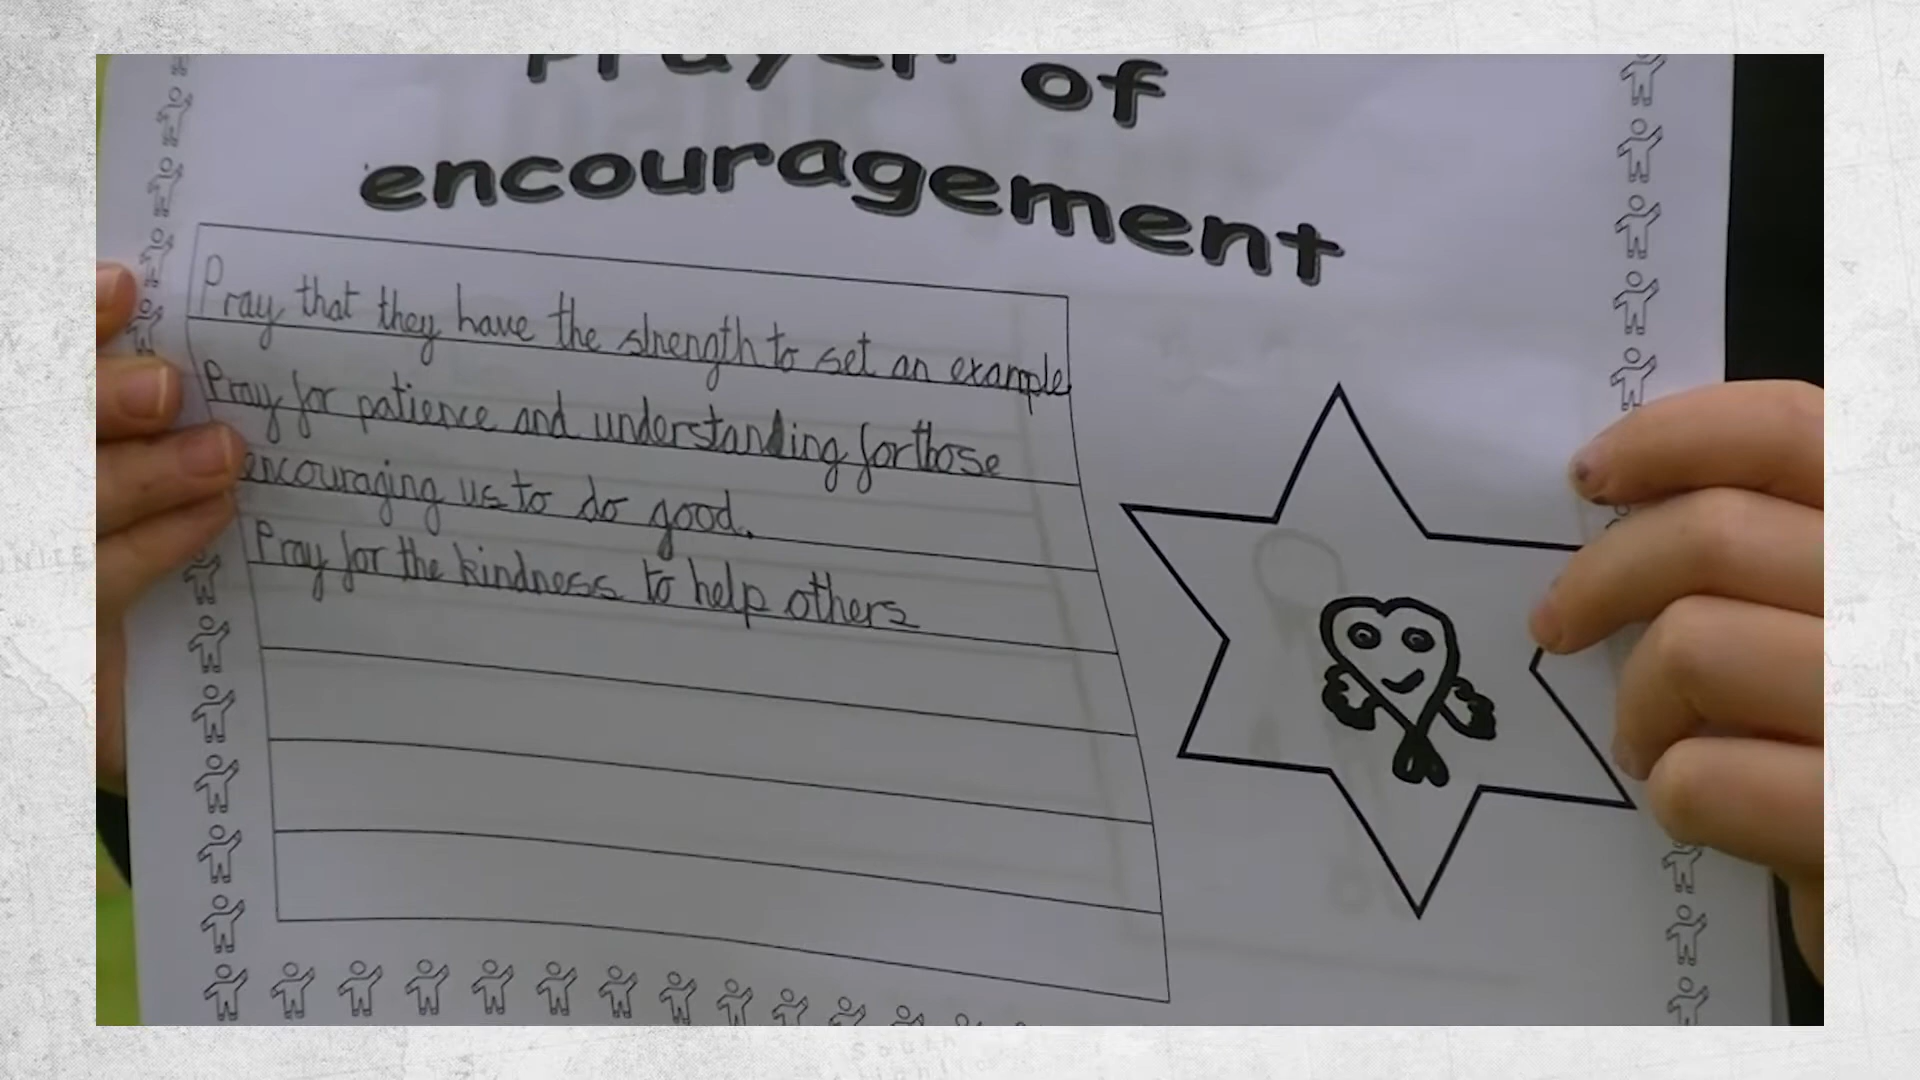 Prayer of
encouragement
Pray that they have the strength to set an example
Pray for patience and understanding for those
encouraging us to do good.
Pray for the kindness to help others